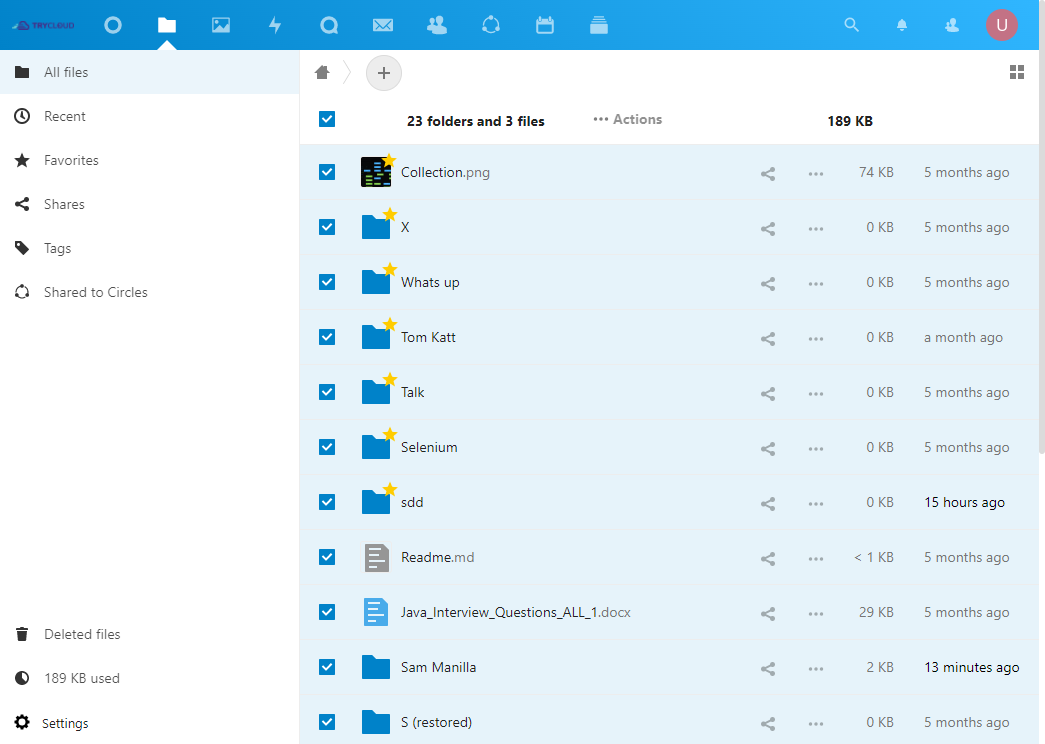 TRYCLOUD
U
All files
Recent
Favorites
Shares
Tags
Shared to Circles
Deleted files
189 KB used
Settings
23 folders and 3 files
Actions
189 KB
Collection.png 74 KB 5 months ago
X 0 KB 5 months ago
Whats up 0 KB 5 months ago
Tom Katt 0 KB a month ago
Talk 0 KB 5 months ago
Selenium 0 KB 5 months ago
sdd 0 KB 15 hours ago
Readme.md < 1 KB 5 months ago
Java_Interview_Questions_ALL_1.docx 29 KB 5 months ago
Sam Manilla 2 KB 13 minutes ago
S (restored) 0 KB 5 months ago